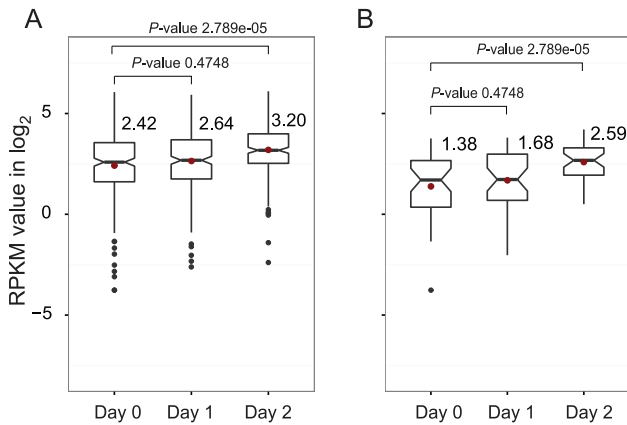 A
B
P-value 2.789e-05
P-value 0.4748
P-value 2.789e-05
P-value 0.4748
2.42
2.64
3.20
1.38
1.68
2.59
RPKM value in log2
5
0
−5
Day 0
Day 1
Day 2
Day 0
Day 1
Day 2